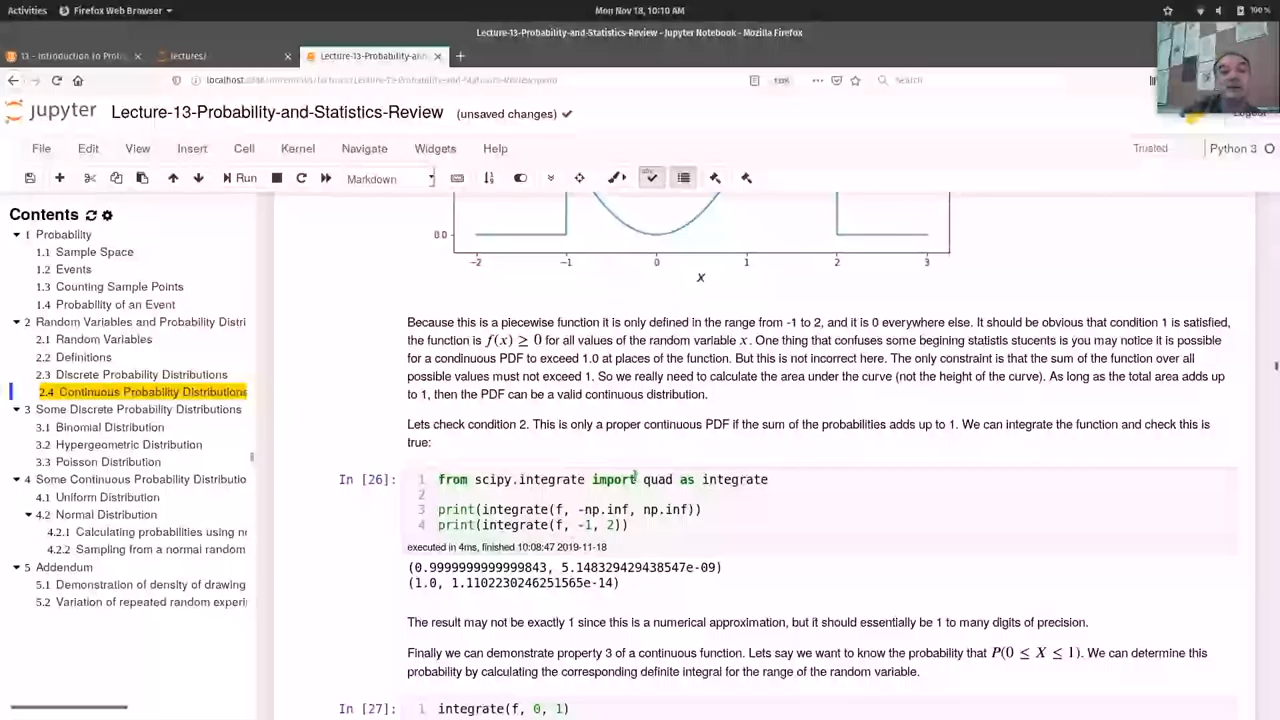 Activities
Firefox Web Browser
Mon Nov 18, 10:10 AM
100 %
Lecture-13-Probability-and-Statistics-Review - Jupyter Notebook - Mozilla Firefox
13 - Introduction to Prob
lectures/
Lecture-13-Probability-and
Search
jupyter
Lecture-13-Probability-and-Statistics-Review
(unsaved changes)
File Edit View Insert Cell Kernel Navigate Widgets Help
Trusted
Python 3
Run
Markdown
Contents
1 Probability
1.1 Sample Space
1.2 Events
1.3 Counting Sample Points
1.4 Probability of an Event
2 Random Variables and Probability Distri
2.1 Random Variables
2.2 Definitions
2.3 Discrete Probability Distributions
2.4 Continuous Probability Distributions
3 Some Discrete Probability Distributions
3.1 Binomial Distribution
3.2 Hypergeometric Distribution
3.3 Poisson Distribution
4 Some Continuous Probability Distributio
4.1 Uniform Distribution
4.2 Normal Distribution
4.2.1 Calculating probabilities using n
4.2.2 Sampling from a normal random
5 Addendum
5.1 Demonstration of density of drawing
5.2 Variation of repeated random experi
0.0
−2 −1 0 1 2 3
x
Because this is a piecewise function it is only defined in the range from -1 to 2, and it is 0 everywhere else. It should be obvious that condition 1 is satisfied,
the function is f(x) ≥ 0 for all values of the random variable x. One thing that confuses some begining statistis stucents is you may notice it is possible
for a condinuous PDF to exceed 1.0 at places of the function. But this is not incorrect here. The only constraint is that the sum of the function over all
possible values must not exceed 1. So we really need to calculate the area under the curve (not the height of the curve). As long as the total area adds up
to 1, then the PDF can be a valid continuous distribution.
Lets check condition 2. This is only a proper continuous PDF if the sum of the probabilities adds up to 1. We can integrate the function and check this is
true:
In [26]:
1 from scipy.integrate import quad as integrate
2
3 print(integrate(f, -np.inf, np.inf))
4 print(integrate(f, -1, 2))
executed in 4ms, finished 10:08:47 2019-11-18
(0.9999999999999843, 5.148329429438547e-09)
(1.0, 1.1102230246251565e-14)
The result may not be exactly 1 since this is a numerical approximation, but it should essentially be 1 to many digits of precision.
Finally we can demonstrate property 3 of a continuous function. Lets say we want to know the probability that P(0 ≤ X ≤ 1). We can determine this
probability by calculating the corresponding definite integral for the range of the random variable.
In [27]:
1 integrate(f, 0, 1)